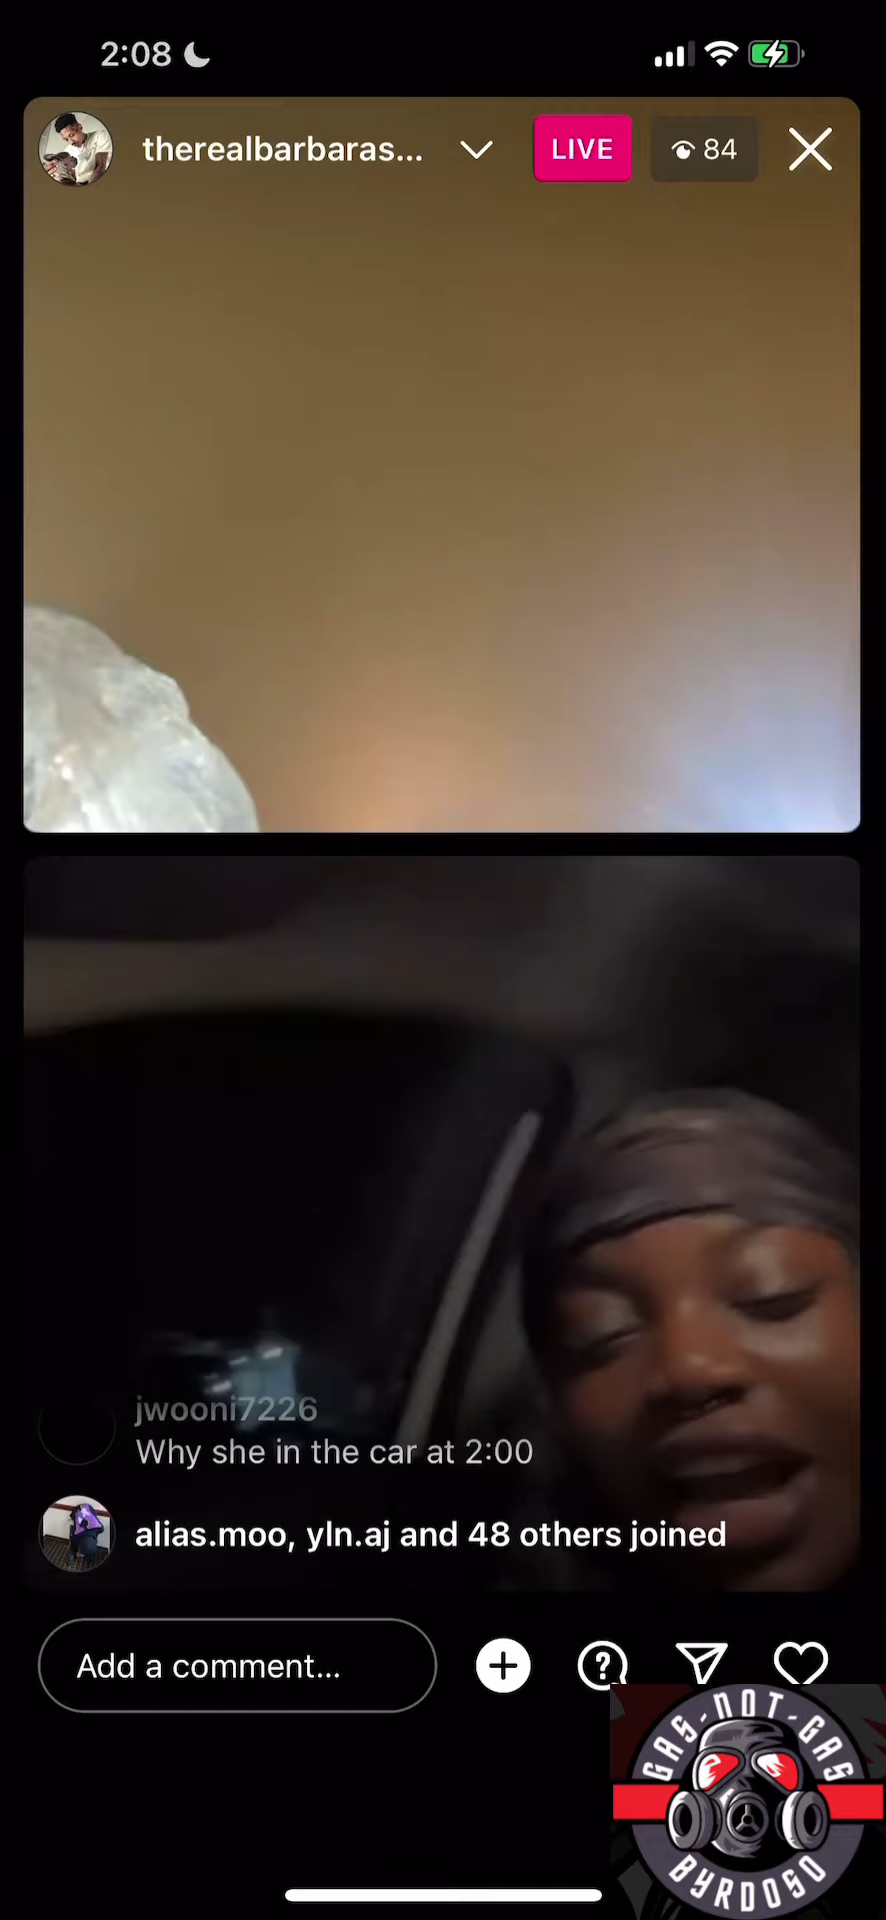 2:08
therealbarbaras...
LIVE
84
jwooni7226
Why she in the car at 2:00
alias.moo, yln.aj and 48 others joined
Add a comment...
GAS-NOT-GAS
BYRDOSO